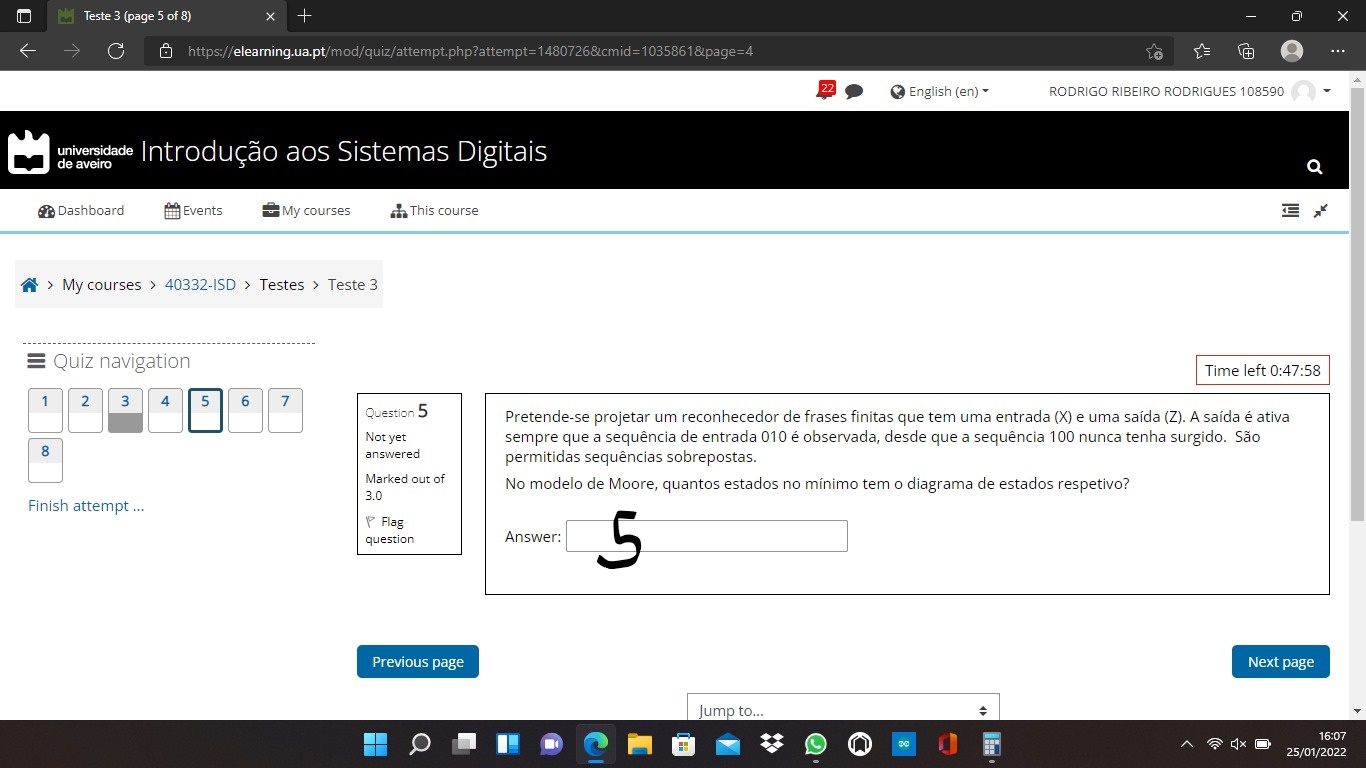 Teste 3 (page 5 of 8)
https://elearning.ua.pt/mod/quiz/attempt.php?attempt=1480726&cmid=1035861&page=4
22
English (en)
RODRIGO RIBEIRO RODRIGUES 108590
universidade
de aveiro
Introdução aos Sistemas Digitais
Dashboard
Events
My courses
This course
My courses > 40332-ISD > Testes > Teste 3
Quiz navigation
Time left 0:47:58
1 2 3 4 5 6 7
8
Finish attempt ...
Question 5
Not yet
answered
Marked out of
3.0
Flag
question
Pretende-se projetar um reconhecedor de frases finitas que tem uma entrada (X) e uma saída (Z). A saída é ativa
sempre que a sequência de entrada 010 é observada, desde que a sequência 100 nunca tenha surgido. São
permitidas sequências sobrepostas.
No modelo de Moore, quantos estados no mínimo tem o diagrama de estados respetivo?
Answer: 5
Previous page
Next page
Jump to...
16:07
25/01/2022